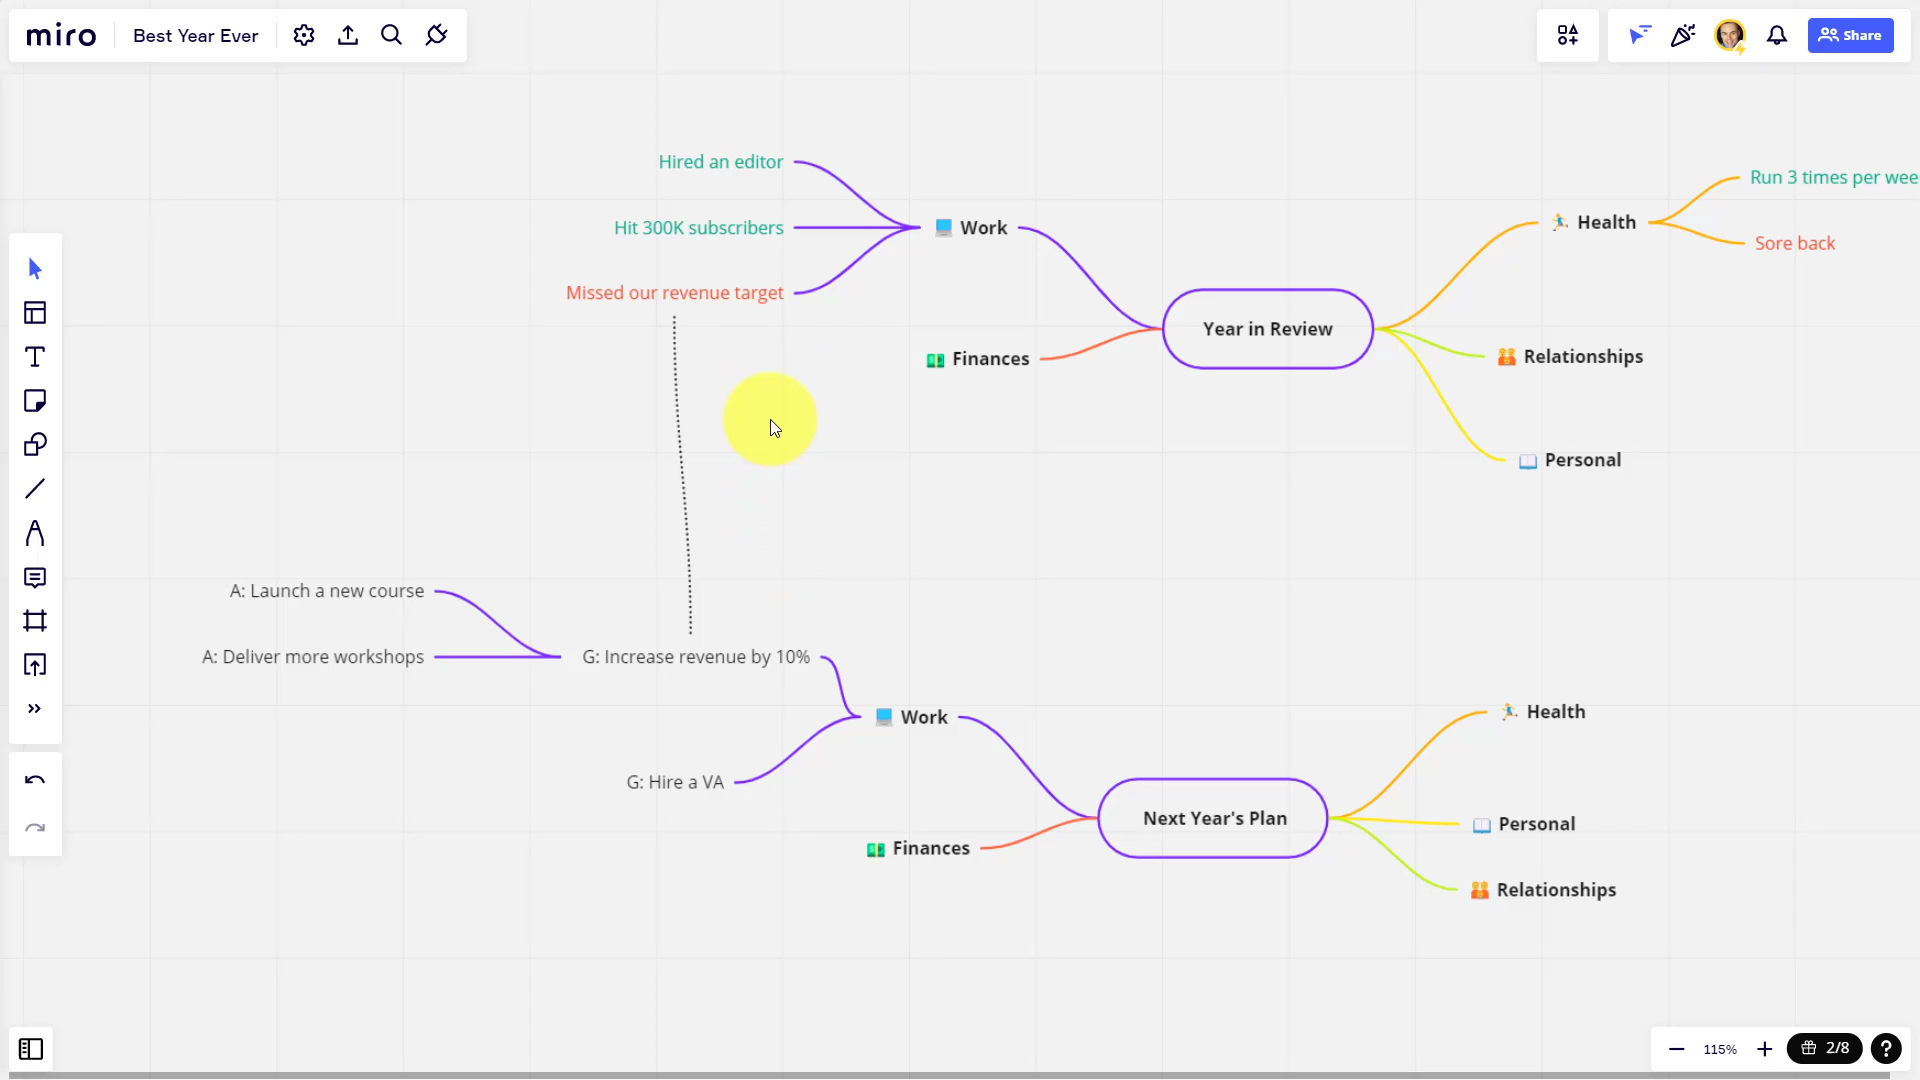 miro
Best Year Ever
Share
Hired an editor
Hit 300K subscribers
Missed our revenue target
💻 Work
💵 Finances
Year in Review
🏃 Health
Run 3 times per wee
Sore back
Relationships
📖 Personal
A: Launch a new course
A: Deliver more workshops
G: Increase revenue by 10%
💻 Work
G: Hire a VA
💵 Finances
Next Year's Plan
🏃 Health
📖 Personal
Relationships
115%
2/8
?